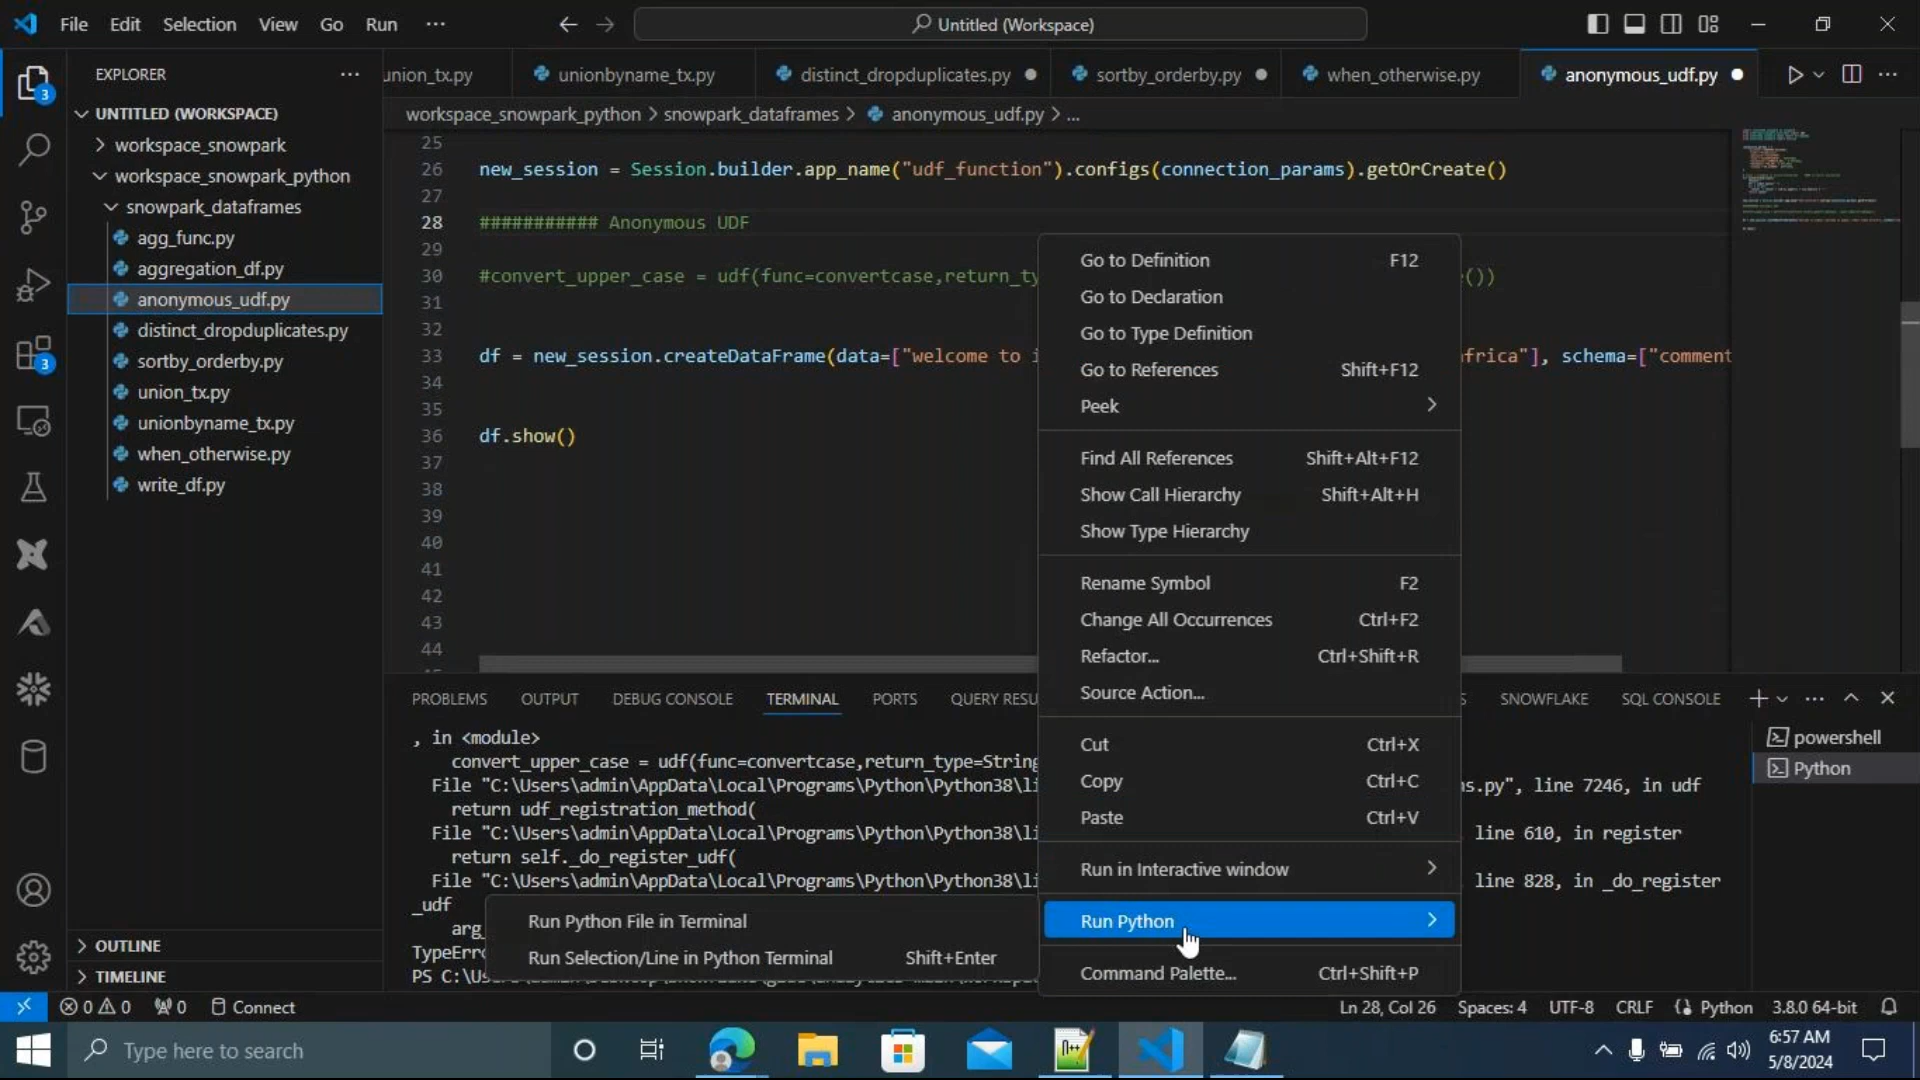 File Edit Selection View Go Run ...
Untitled (Workspace)
EXPLORER
3
UNTITLED (WORKSPACE)
workspace_snowpark
workspace_snowpark_python
snowpark_dataframes
agg_func.py
aggregation_df.py
anonymous_udf.py
distinct_dropduplicates.py
sortby_orderby.py
union_tx.py
unionbyname_tx.py
when_otherwise.py
write_df.py
3
OUTLINE
TIMELINE
union_tx.py unionbyname_tx.py distinct_dropduplicates.py sortby_orderby.py when_otherwise.py anonymous_udf.py
workspace_snowpark_python > snowpark_dataframes > anonymous_udf.py > ...
25
26 new_session = Session.builder.app_name("udf_function").configs(connection_params).getOrCreate()
27
28 ########### Anonymous UDF
29
30 #convert_upper_case = udf(func=convertcase,return_ty ())
31
32
33 df = new_session.createDataFrame(data=["welcome to i frica"], schema=["comment
34
35
36 df.show()
37
38
39
40
41
42
43
44
Go to Definition F12
Go to Declaration
Go to Type Definition
Go to References Shift+F12
Peek
Find All References Shift+Alt+F12
Show Call Hierarchy Shift+Alt+H
Show Type Hierarchy
Rename Symbol F2
Change All Occurrences Ctrl+F2
Refactor... Ctrl+Shift+R
Source Action...
Cut Ctrl+X
Copy Ctrl+C
Paste Ctrl+V
Run in Interactive window
Run Python
Command Palette... Ctrl+Shift+P
Run Python File in Terminal
Run Selection/Line in Python Terminal Shift+Enter
PROBLEMS OUTPUT DEBUG CONSOLE TERMINAL PORTS QUERY RESU S SNOWFLAKE SQL CONSOLE
powershell
Python
, in <module>
convert_upper_case = udf(func=convertcase,return_type=String
File "C:\Users\admin\AppData\Local\Programs\Python\Python38\li ns.py", line 7246, in udf
return udf_registration_method(
File "C:\Users\admin\AppData\Local\Programs\Python\Python38\li line 610, in register
return self._do_register_udf(
File "C:\Users\admin\AppData\Local\Programs\Python\Python38\li line 828, in _do_register
_udf
arg_
TypeErro
PS C:\Us
0 0 0 Connect
Ln 28, Col 26 Spaces: 4 UTF-8 CRLF Python 3.8.0 64-bit
Type here to search
6:57 AM
5/8/2024